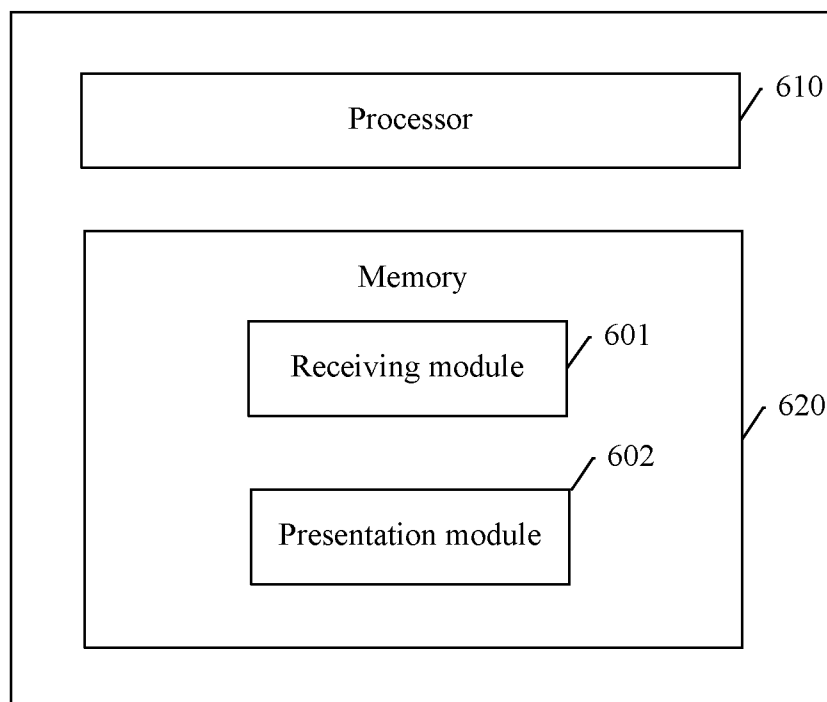 610
Processor
Memory
601
Receiving module
620
602
Presentation module